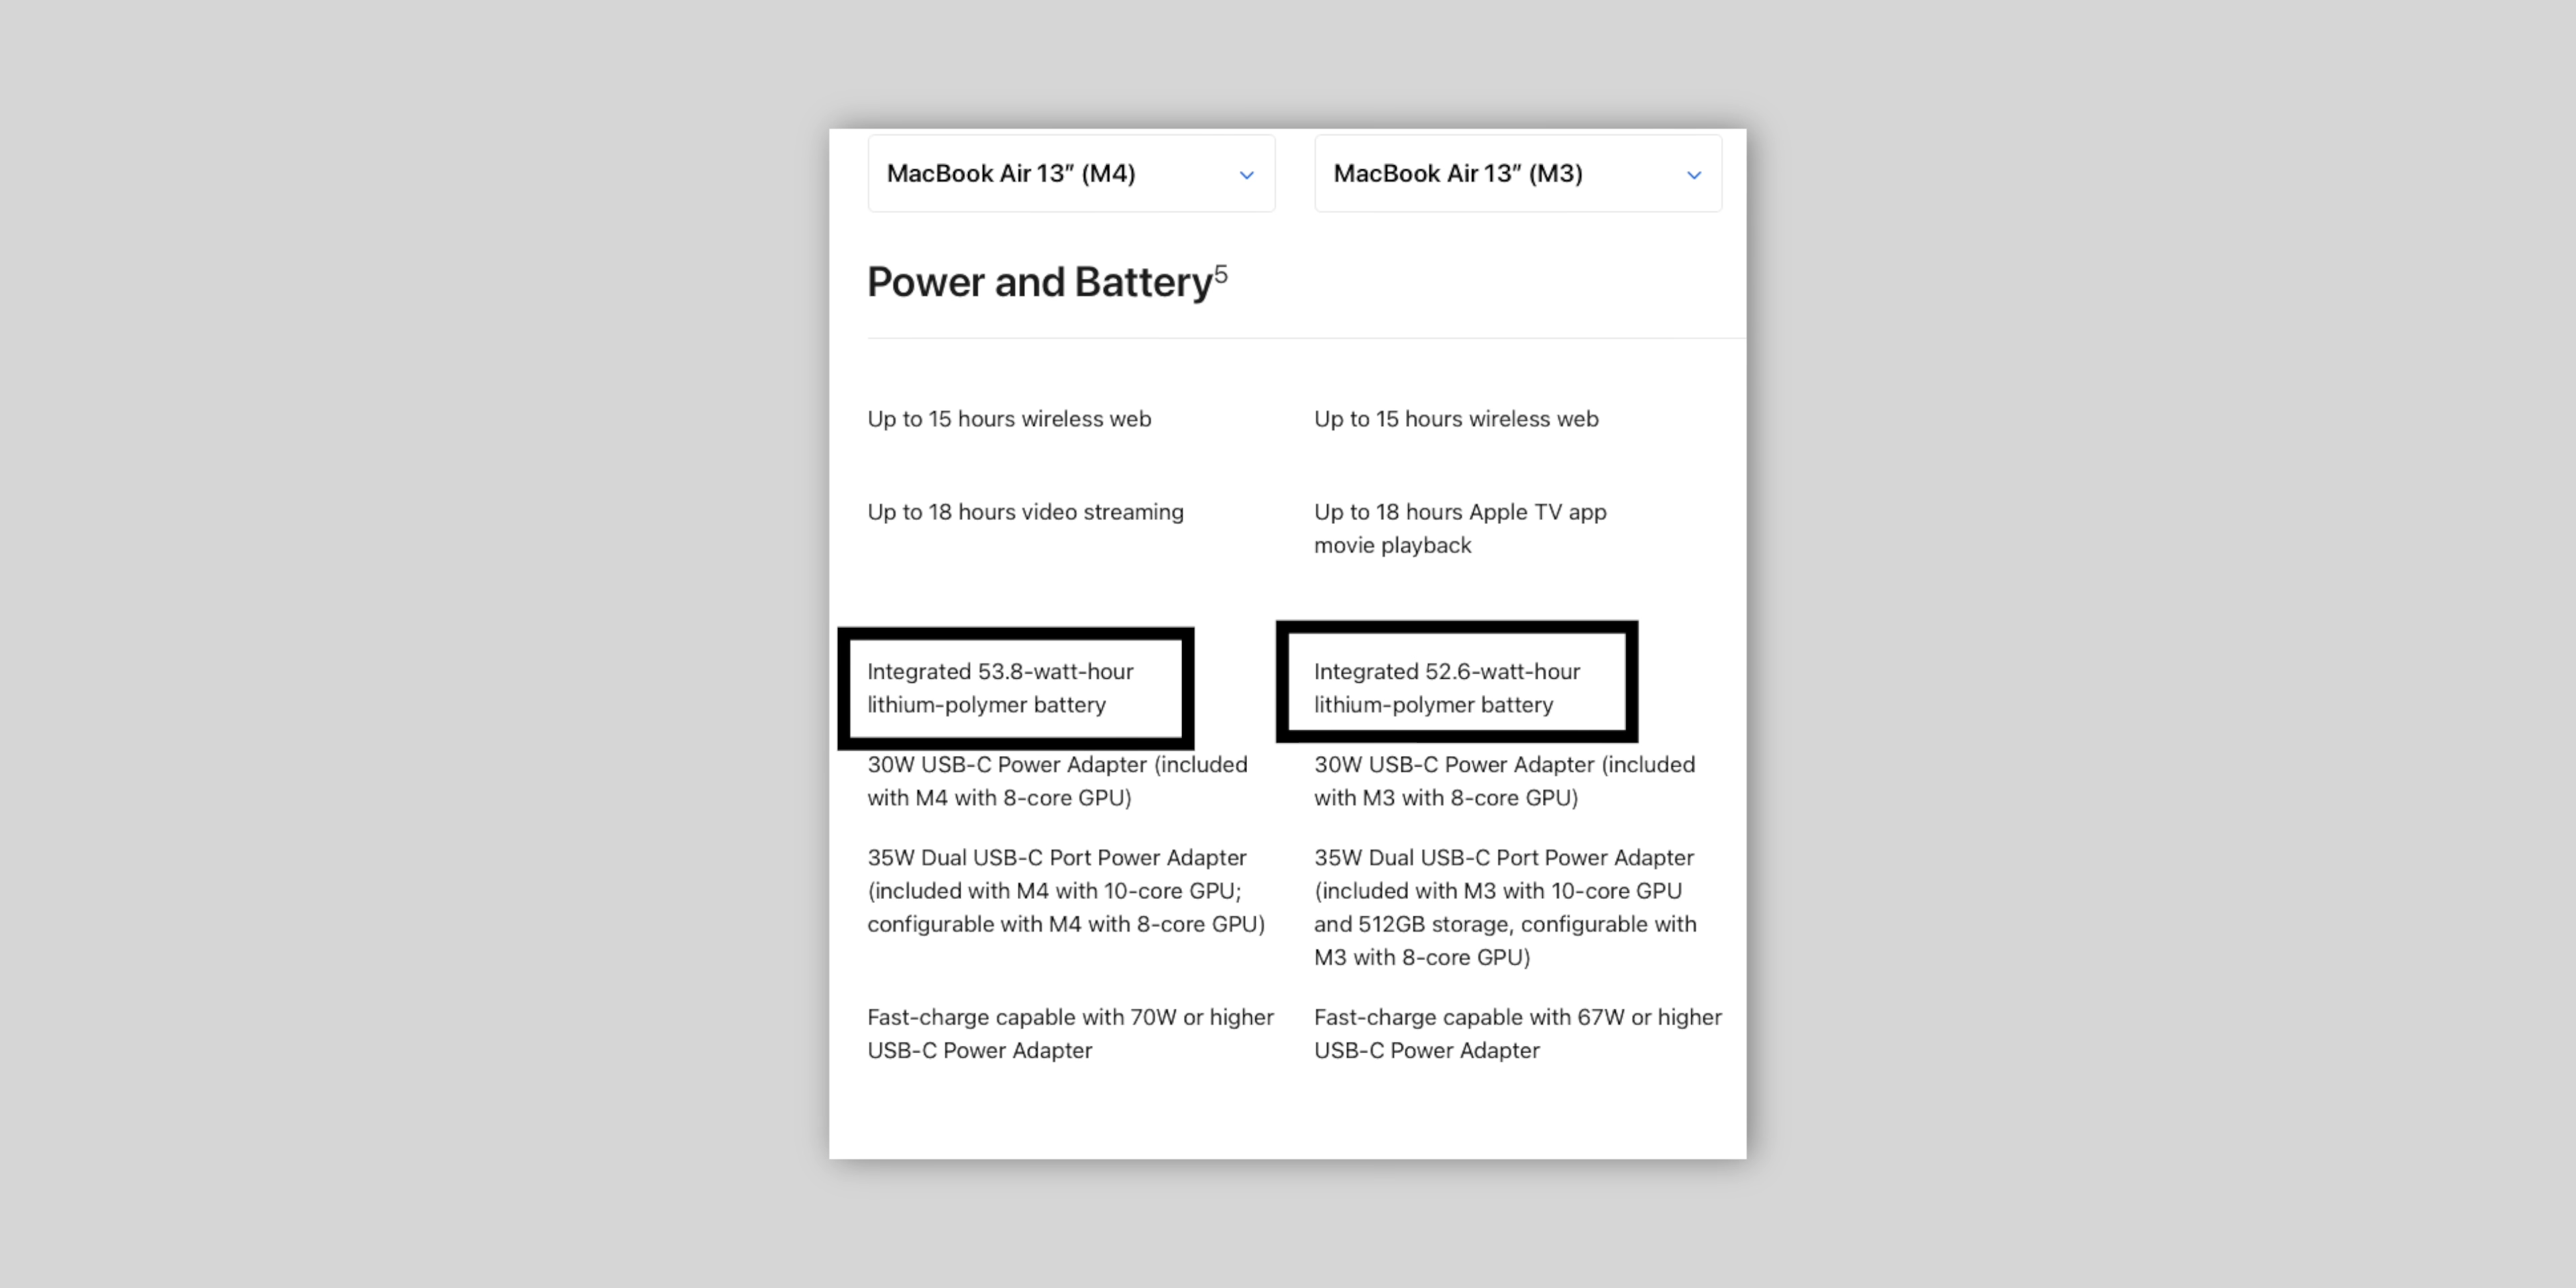 MacBook Air 13″ (M4)
MacBook Air 13″ (M3)
Power and Battery⁵
Up to 15 hours wireless web
Up to 15 hours wireless web
Up to 18 hours video streaming
Up to 18 hours Apple TV app
movie playback
Integrated 53.8-watt-hour
lithium-polymer battery
Integrated 52.6-watt-hour
lithium-polymer battery
30W USB-C Power Adapter (included
with M4 with 8-core GPU)
30W USB-C Power Adapter (included
with M3 with 8-core GPU)
35W Dual USB-C Port Power Adapter
(included with M4 with 10-core GPU;
configurable with M4 with 8-core GPU)
35W Dual USB-C Port Power Adapter
(included with M3 with 10-core GPU
and 512GB storage, configurable with
M3 with 8-core GPU)
Fast-charge capable with 70W or higher
USB-C Power Adapter
Fast-charge capable with 67W or higher
USB-C Power Adapter